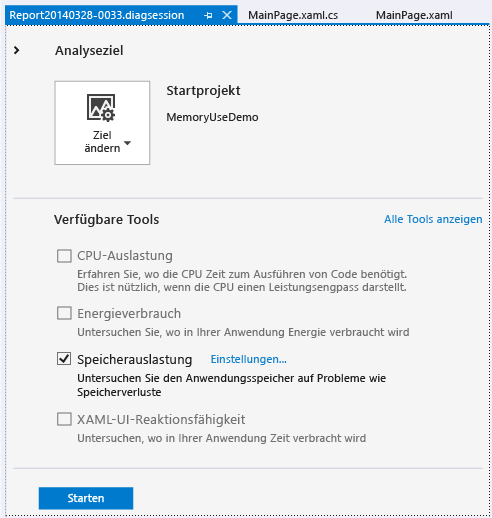 Report20140328-0033.diagsession MainPage.xaml.cs MainPage.xaml
Analyseziel
Ziel
ändern
Startprojekt
MemoryUseDemo
Verfügbare Tools Alle Tools anzeigen
CPU-Auslastung
Erfahren Sie, wo die CPU Zeit zum Ausführen von Code benötigt.
Dies ist nützlich, wenn die CPU einen Leistungsengpass darstellt.
Energieverbrauch
Untersuchen Sie, wo in Ihrer Anwendung Energie verbraucht wird
Speicherauslastung Einstellungen...
Untersuchen Sie den Anwendungsspeicher auf Probleme wie
Speicherverluste
XAML-UI-Reaktionsfähigkeit
Untersuchen, wo in Ihrer Anwendung Zeit verbracht wird
Starten